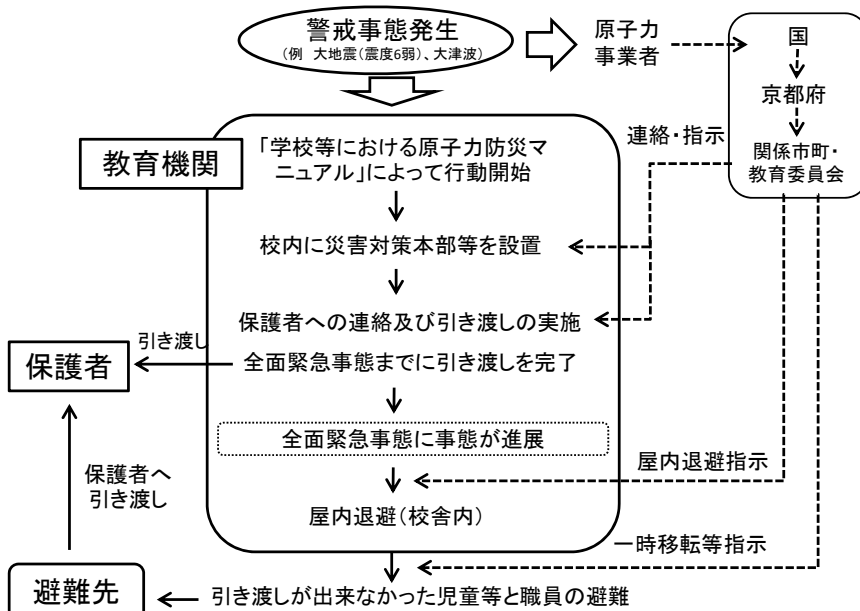 警戒事態発生
(例　大地震(震度6弱)、大津波)
原子力
事業者
国
京都府
関係市町・
教育委員会
連絡・指示
教育機関
「学校等における原子力防災マ
ニュアル」によって行動開始
校内に災害対策本部等を設置
保護者への連絡及び引き渡しの実施
引き渡し
保護者
全面緊急事態までに引き渡しを完了
全面緊急事態に事態が進展
保護者へ
引き渡し
屋内退避指示
屋内退避(校舎内)
一時移転等指示
避難先
引き渡しが出来なかった児童等と職員の避難